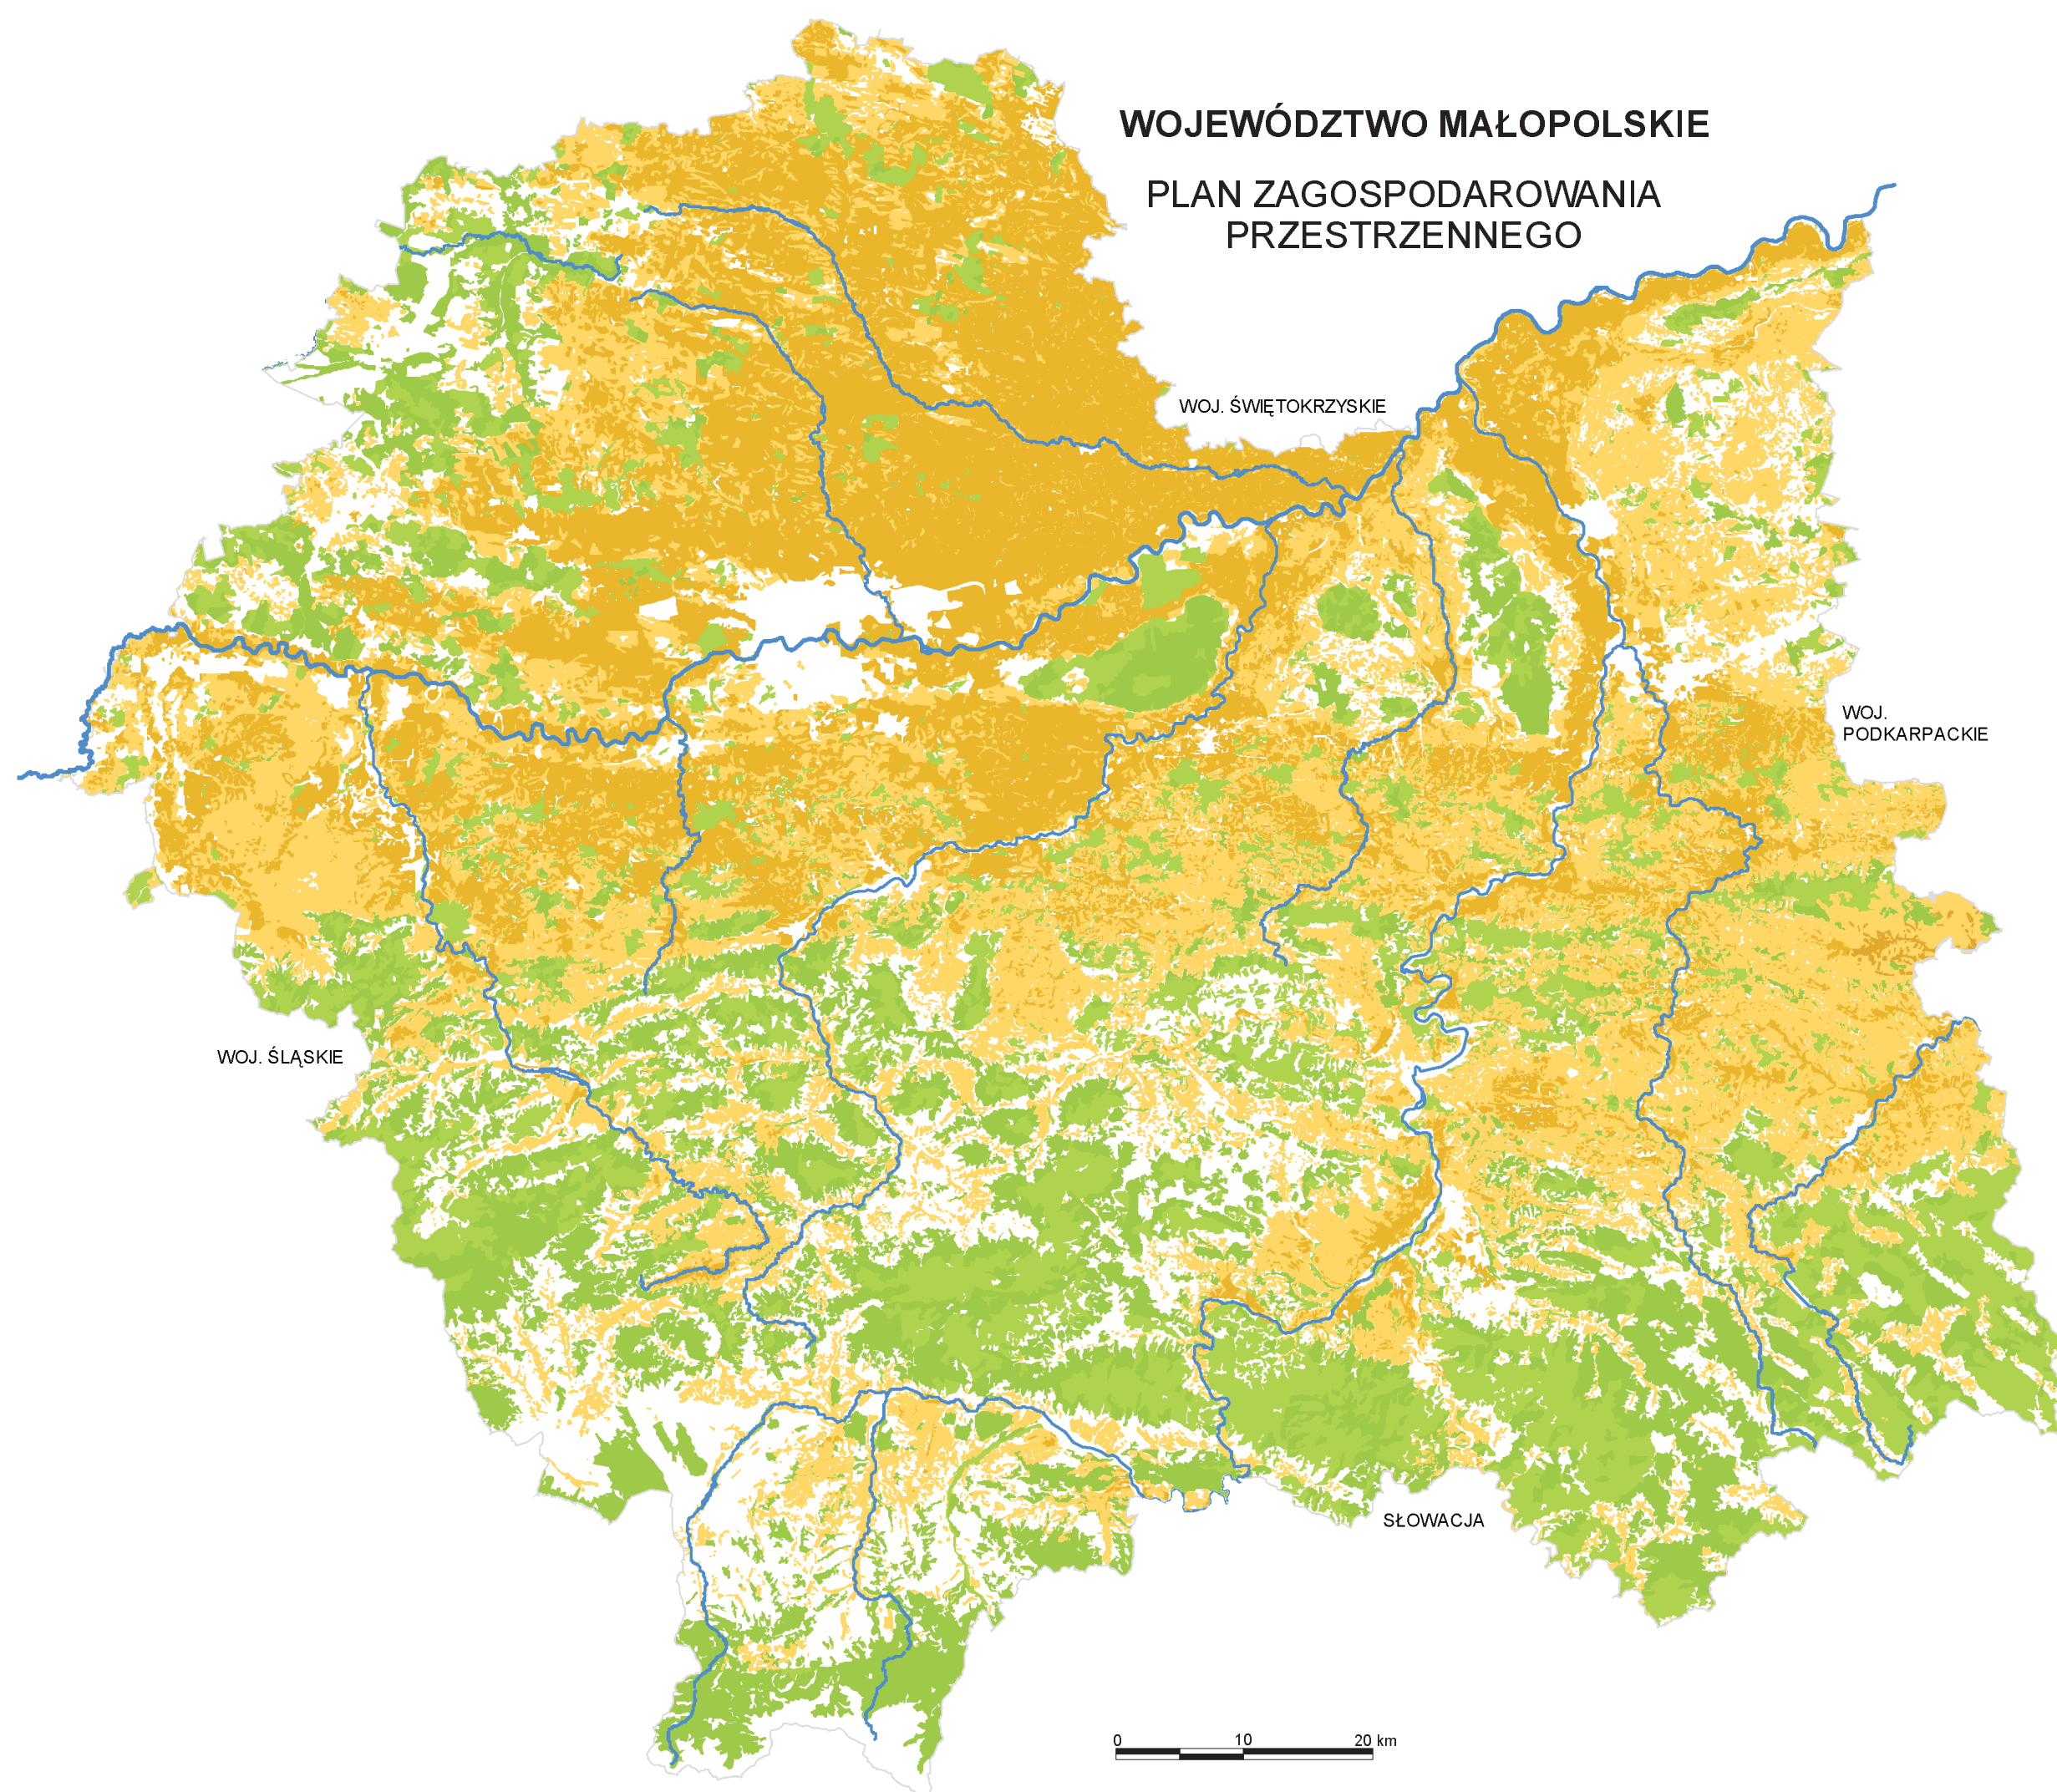 WOJEWÓDZTWO MAŁOPOLSKIE
PLAN ZAGOSPODAROWANIA
PRZESTRZENNEGO
WOJ. ŚWIĘTOKRZYSKIE
WOJ.
PODKARPACKIE
WOJ. ŚLĄSKIE
SŁOWACJA
0 10 20 km